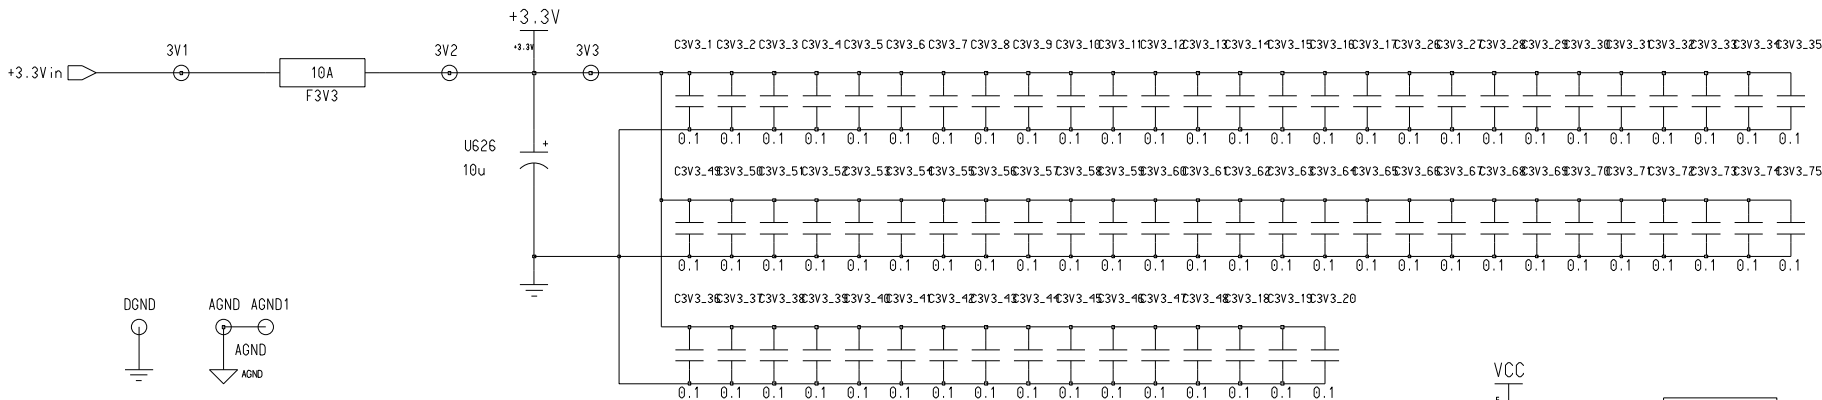 +3.3V
3V1 3V2 +3.3V 3V3 C3V3_1 C3V3_2 C3V3_3 C3V3_4 C3V3_5 C3V3_6 C3V3_7 C3V3_8 C3V3_9 C3V3_10 C3V3_11 C3V3_12 C3V3_13 C3V3_14 C3V3_15 C3V3_16 C3V3_17 C3V3_26 C3V3_27 C3V3_28 C3V3_29 C3V3_30 C3V3_31 C3V3_32 C3V3_33 C3V3_34 C3V3_35
+3.3Vin 10A
F3V3
0.1 0.1 0.1 0.1 0.1 0.1 0.1 0.1 0.1 0.1 0.1 0.1 0.1 0.1 0.1 0.1 0.1 0.1 0.1 0.1 0.1 0.1 0.1 0.1 0.1 0.1 0.1
U626 +
10u C3V3_49 C3V3_50 C3V3_51 C3V3_52 C3V3_53 C3V3_54 C3V3_55 C3V3_56 C3V3_57 C3V3_58 C3V3_59 C3V3_60 C3V3_61 C3V3_62 C3V3_63 C3V3_64 C3V3_65 C3V3_66 C3V3_67 C3V3_68 C3V3_69 C3V3_70 C3V3_71 C3V3_72 C3V3_73 C3V3_74 C3V3_75
0.1 0.1 0.1 0.1 0.1 0.1 0.1 0.1 0.1 0.1 0.1 0.1 0.1 0.1 0.1 0.1 0.1 0.1 0.1 0.1 0.1 0.1 0.1 0.1 0.1 0.1 0.1
DGND AGND AGND1 C3V3_36 C3V3_37 C3V3_38 C3V3_39 C3V3_40 C3V3_41 C3V3_42 C3V3_43 C3V3_44 C3V3_45 C3V3_46 C3V3_47 C3V3_48 C3V3_18 C3V3_19 C3V3_20
AGND
AGND VCC
0.1 0.1 0.1 0.1 0.1 0.1 0.1 0.1 0.1 0.1 0.1 0.1 0.1 0.1 0.1 0.1